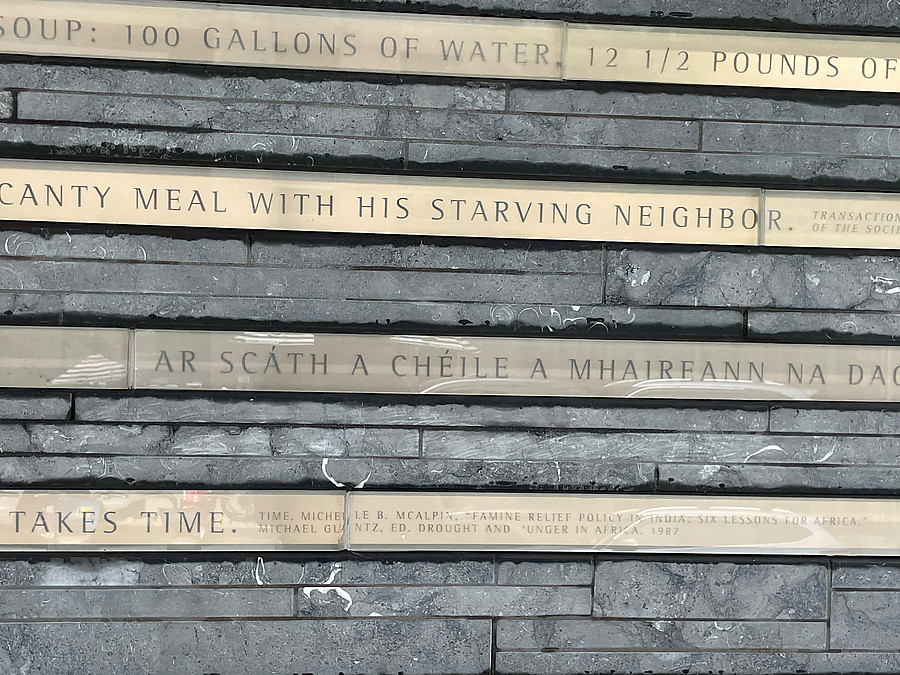 SOUP: 100 GALLONS OF WATER, 12 1/2 POUNDS OF
CANTY MEAL WITH HIS STARVING NEIGHBOR.
TRANSACTION
OF THE SOCIE
AR SCÁTH A CHÉILE A MHAIREANN NA DAO
TAKES TIME.
TIME. MICHELLE B. MCALPIN, "FAMINE RELIEF POLICY IN INDIA: SIX LESSONS FOR AFRICA,"
MICHAEL GLANTZ, ED. DROUGHT AND 'UNGER IN AFRICA, 1987